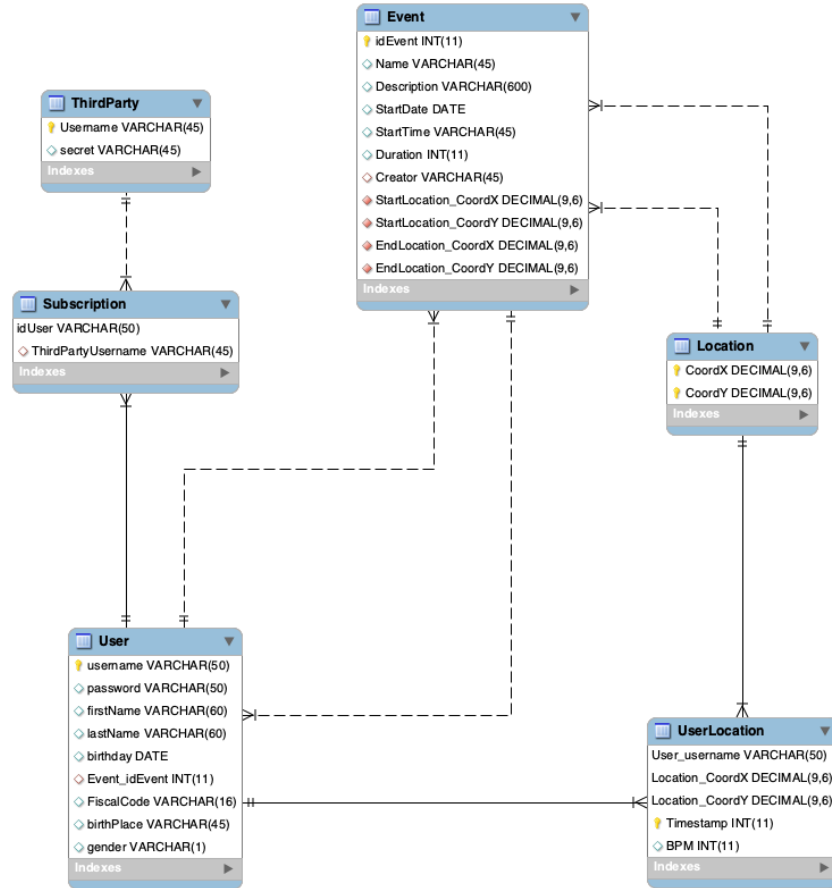 Event
idEvent INT(11)
Name VARCHAR(45)
Description VARCHAR(600)
StartDate DATE
StartTime VARCHAR(45)
Duration INT(11)
Creator VARCHAR(45)
StartLocation_CoordX DECIMAL(9,6)
StartLocation_CoordY DECIMAL(9,6)
EndLocation_CoordX DECIMAL(9,6)
EndLocation_CoordY DECIMAL(9,6)
Indexes
ThirdParty
Username VARCHAR(45)
secret VARCHAR(45)
Indexes
Subscription
idUser VARCHAR(50)
ThirdPartyUsername VARCHAR(45)
Indexes
Location
CoordX DECIMAL(9,6)
CoordY DECIMAL(9,6)
Indexes
User
username VARCHAR(50)
password VARCHAR(50)
firstName VARCHAR(60)
lastName VARCHAR(60)
birthday DATE
Event_idEvent INT(11)
FiscalCode VARCHAR(16)
birthPlace VARCHAR(45)
gender VARCHAR(1)
Indexes
UserLocation
User_username VARCHAR(50)
Location_CoordX DECIMAL(9,6)
Location_CoordY DECIMAL(9,6)
Timestamp INT(11)
BPM INT(11)
Indexes